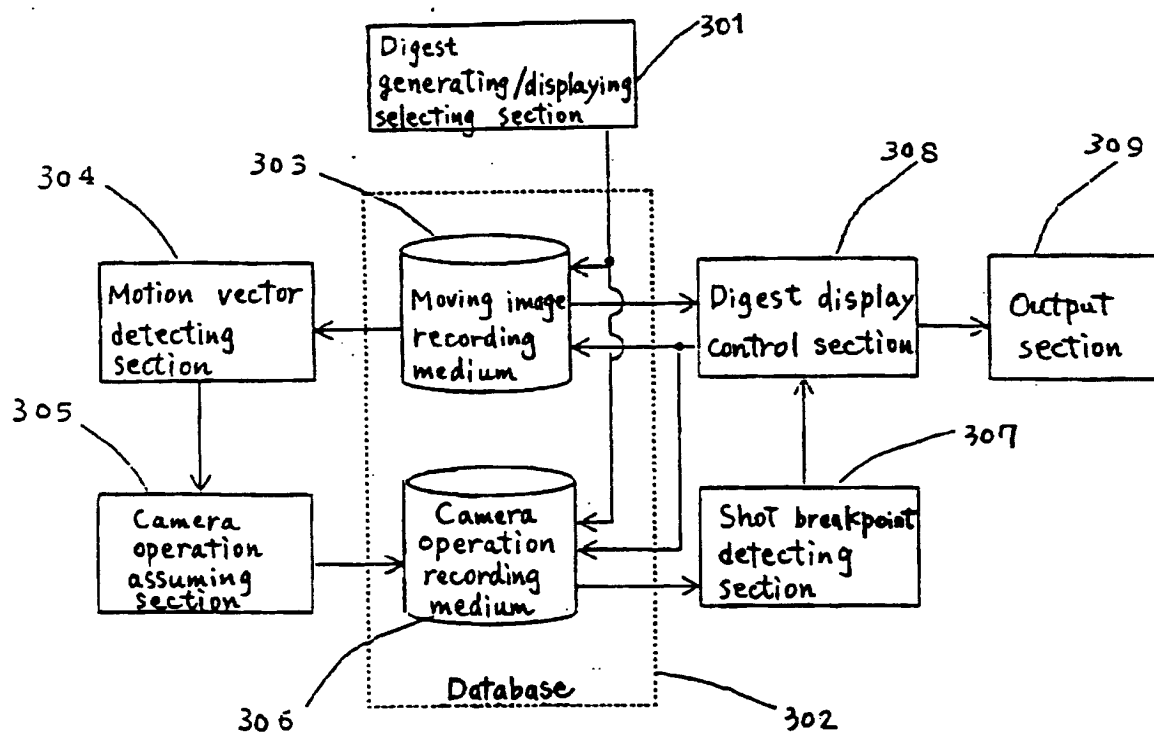 301
Digest
generating/displaying
selecting section
303
304
308
309
Motion vector
detecting
section
Moving image
recording
medium
Digest display
control section
Output
section
305
307
Camera
operation
assuming
section
Camera
operation
recording
medium
Shot breakpoint
detecting
section
Database
306
302